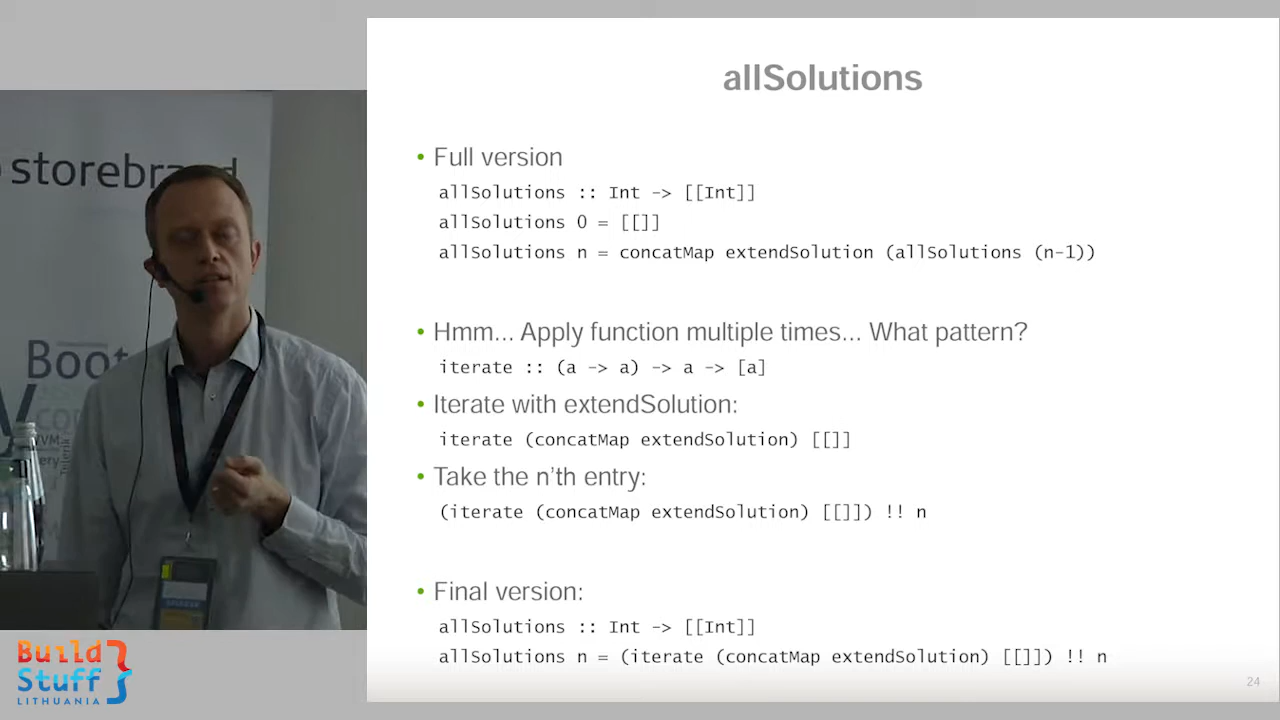 allSolutions
• Full version
allSolutions :: Int -> [[Int]]
allSolutions 0 = [[]]
allSolutions n = concatMap extendSolution (allSolutions (n-1))
• Hmm... Apply function multiple times... What pattern?
iterate :: (a -> a) -> a -> [a]
• Iterate with extendSolution:
iterate (concatMap extendSolution) [[]]
• Take the n'th entry:
(iterate (concatMap extendSolution) [[]]) !! n
• Final version:
allSolutions :: Int -> [[Int]]
allSolutions n = (iterate (concatMap extendSolution) [[]]) !! n
24
storebrand
Boot
Build
Stuff
LITHUANIA